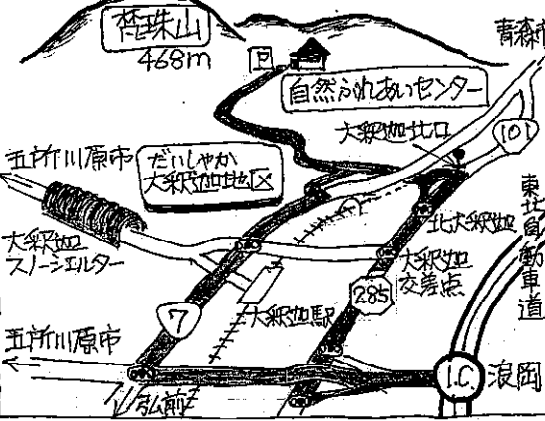 梵珠山
468m
P
自然ふれあいセンター
青森市
大釈迦北口
101
五所川原市
だいしゃか
大釈迦地区
東北自動車道
北大釈迦
大釈迦
スノーシェルター
大釈迦
交差点
285
大釈迦駅
7
五所川原市
I.C.
浪岡
弘前